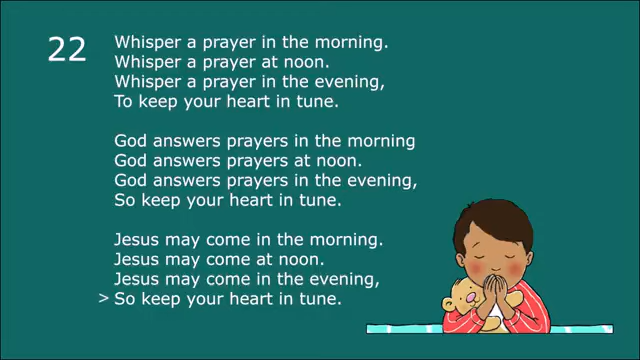 22
Whisper a prayer in the morning.
Whisper a prayer at noon.
Whisper a prayer in the evening,
To keep your heart in tune.
God answers prayers in the morning
God answers prayers at noon.
God answers prayers in the evening,
So keep your heart in tune.
Jesus may come in the morning.
Jesus may come at noon.
Jesus may come in the evening,
> So keep your heart in tune.